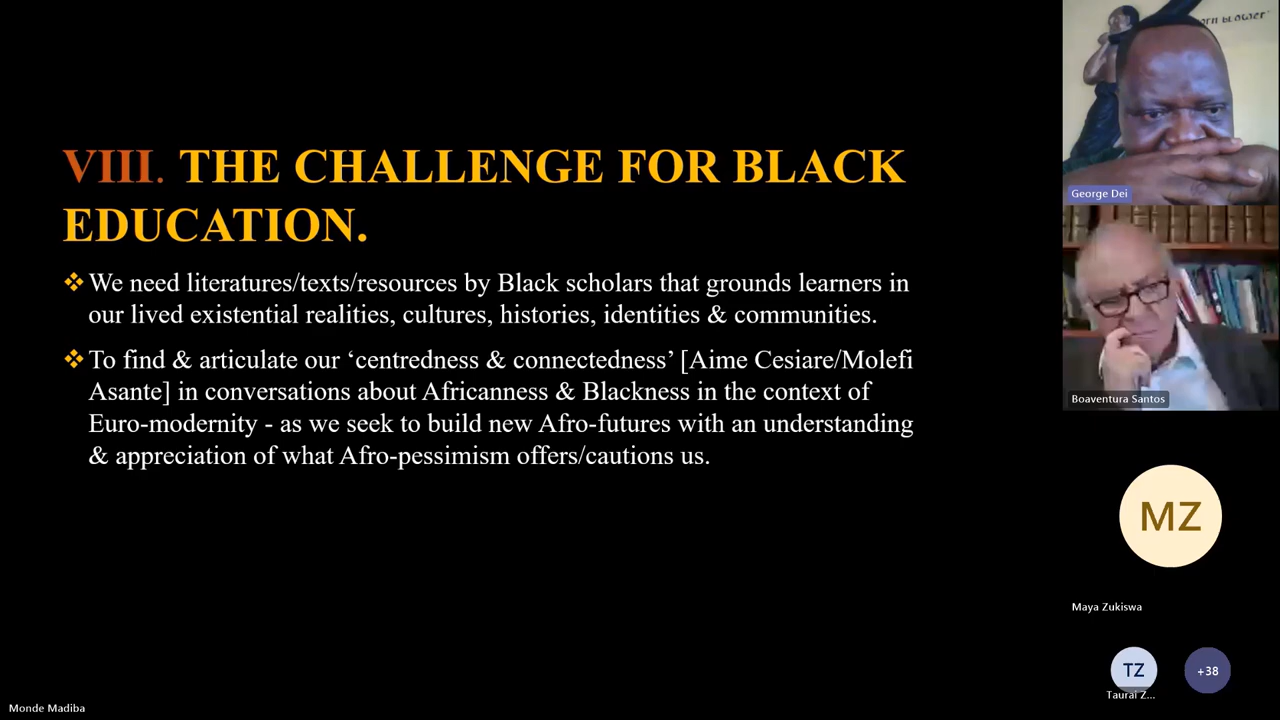 VIII. THE CHALLENGE FOR BLACK
EDUCATION.
We need literatures/texts/resources by Black scholars that grounds learners in
our lived existential realities, cultures, histories, identities & communities.
To find & articulate our ‘centredness & connectedness’ [Aime Cesiare/Molefi
Asante] in conversations about Africanness & Blackness in the context of
Euro-modernity - as we seek to build new Afro-futures with an understanding
& appreciation of what Afro-pessimism offers/cautions us.
George Dei
Boaventura Santos
MZ
Maya Zukiswa
TZ
+38
Taurai Z...
Monde Madiba